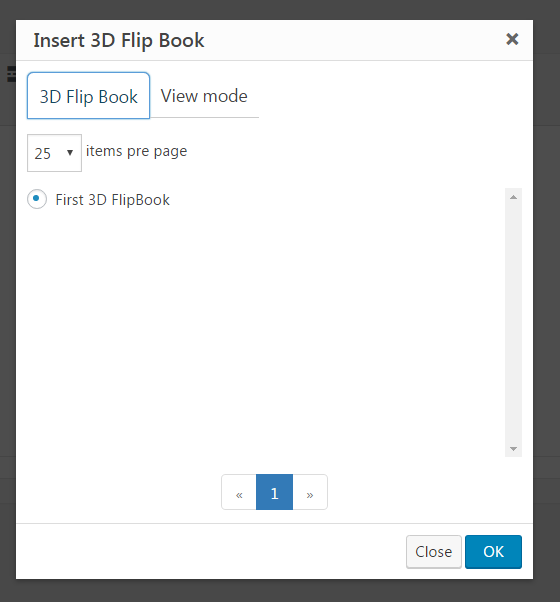 Insert 3D Flip Book ×
3D Flip Book View mode
25 items pre page
First 3D FlipBook
« 1 »
Close OK